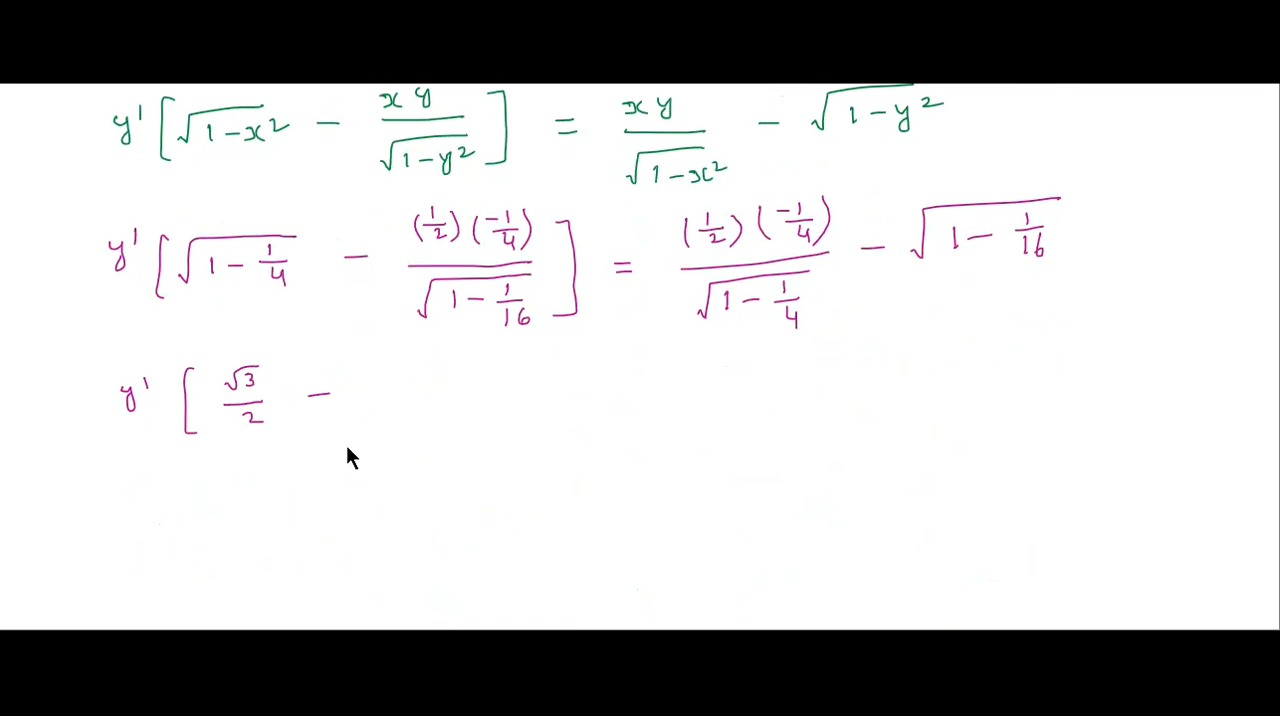 y' [√1-x² - xy/√1-y²] = xy/√1-x² - √1-y²
y' [√1-1/4 - (1/2)(-1/4)/√1-1/16] = (1/2)(-1/4)/√1-1/4 - √1-1/16
y' [√3/2 -